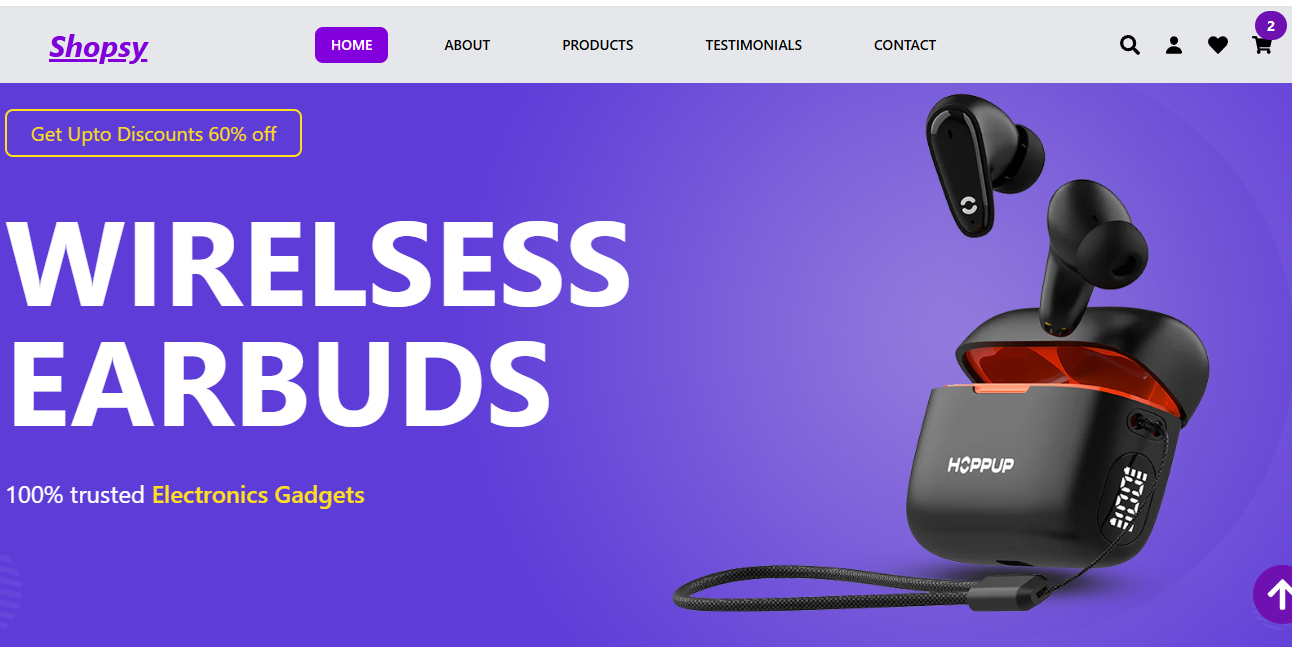 Shopsy
HOME ABOUT PRODUCTS TESTIMONIALS CONTACT
2
Get Upto Discounts 60% off
WIRELSESS
EARBUDS
100% trusted Electronics Gadgets
HOPPUP